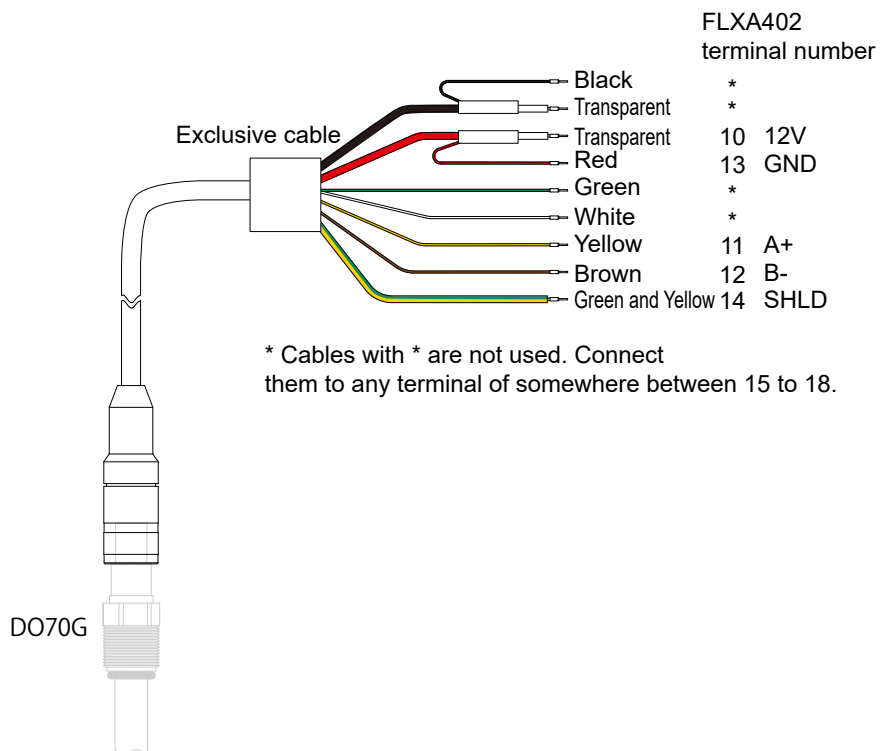 FLXA402
terminal number
Black *
Transparent *
Exclusive cable
Transparent 10 12V
Red 13 GND
Green *
White *
Yellow 11 A+
Brown 12 B-
Green and Yellow 14 SHLD
* Cables with * are not used. Connect
them to any terminal of somewhere between 15 to 18.
DO70G